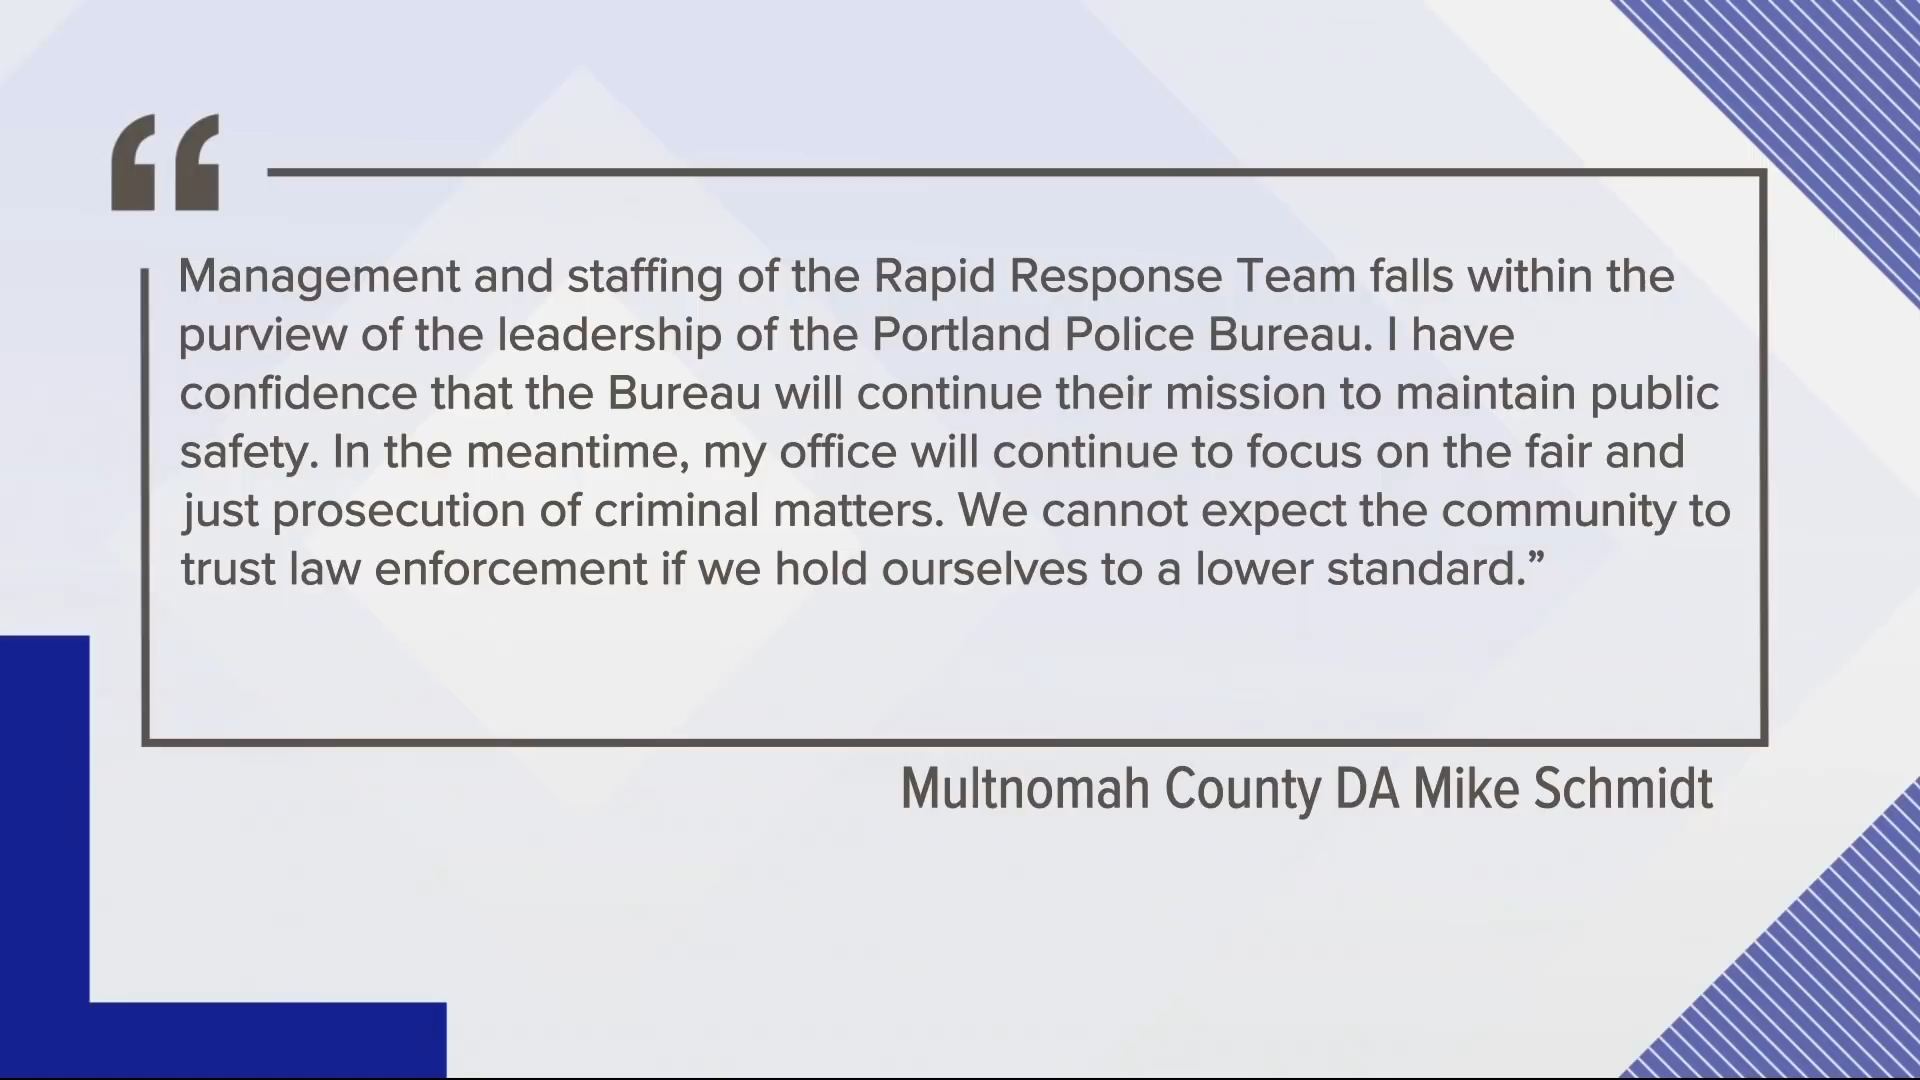 “
Management and staffing of the Rapid Response Team falls within the
purview of the leadership of the Portland Police Bureau. I have
confidence that the Bureau will continue their mission to maintain public
safety. In the meantime, my office will continue to focus on the fair and
just prosecution of criminal matters. We cannot expect the community to
trust law enforcement if we hold ourselves to a lower standard.”
Multnomah County DA Mike Schmidt